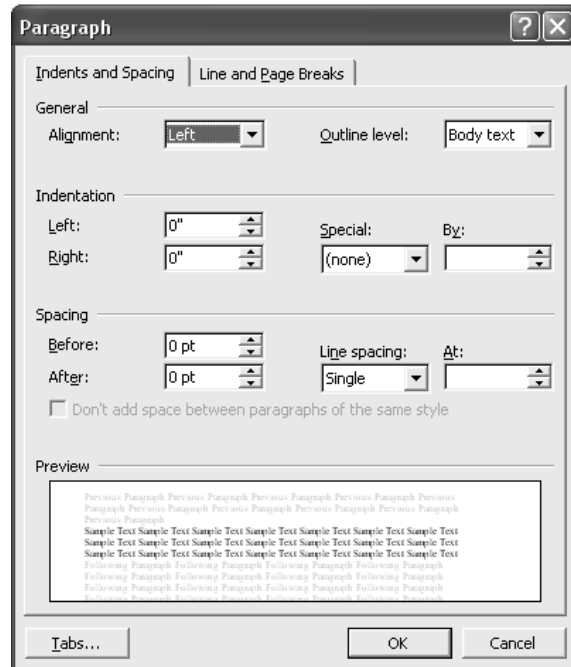 Paragraph
Indents and Spacing Line and Page Breaks
General
Alignment: Left Outline level: Body text
Indentation
Left: 0" Special: By:
Right: 0" (none)
Spacing
Before: 0 pt Line spacing: At:
After: 0 pt Single
Don't add space between paragraphs of the same style
Preview
Previous Paragraph Previous Paragraph Previous Paragraph Previous Paragraph Previous
Paragraph Previous Paragraph Previous Paragraph Previous Paragraph Previous Paragraph
Previous Paragraph
Sample Text Sample Text Sample Text Sample Text Sample Text Sample Text Sample Text
Sample Text Sample Text Sample Text Sample Text Sample Text Sample Text Sample Text
Sample Text Sample Text Sample Text Sample Text Sample Text Sample Text Sample Text
Following Paragraph Following Paragraph Following Paragraph Following Paragraph
Following Paragraph Following Paragraph Following Paragraph Following Paragraph
Following Paragraph Following Paragraph Following Paragraph Following Paragraph
Tabs... OK Cancel